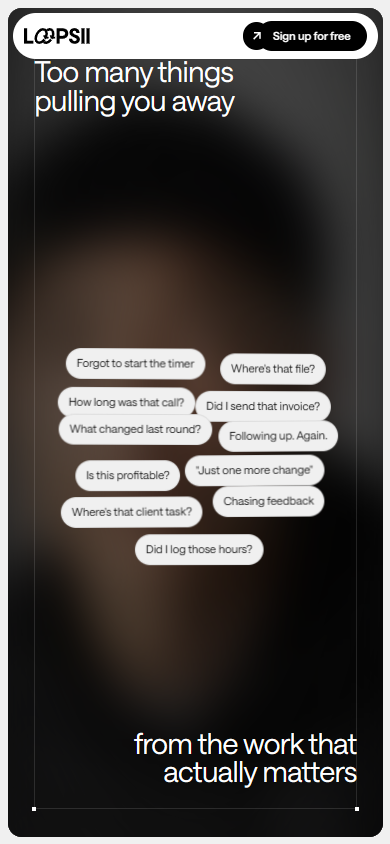 LOOPSII
Sign up for free
Too many things
pulling you away
Forgot to start the timer
Where's that file?
How long was that call?
Did I send that invoice?
What changed last round?
Following up. Again.
Is this profitable?
"Just one more change"
Where's that client task?
Chasing feedback
Did I log those hours?
from the work that
actually matters